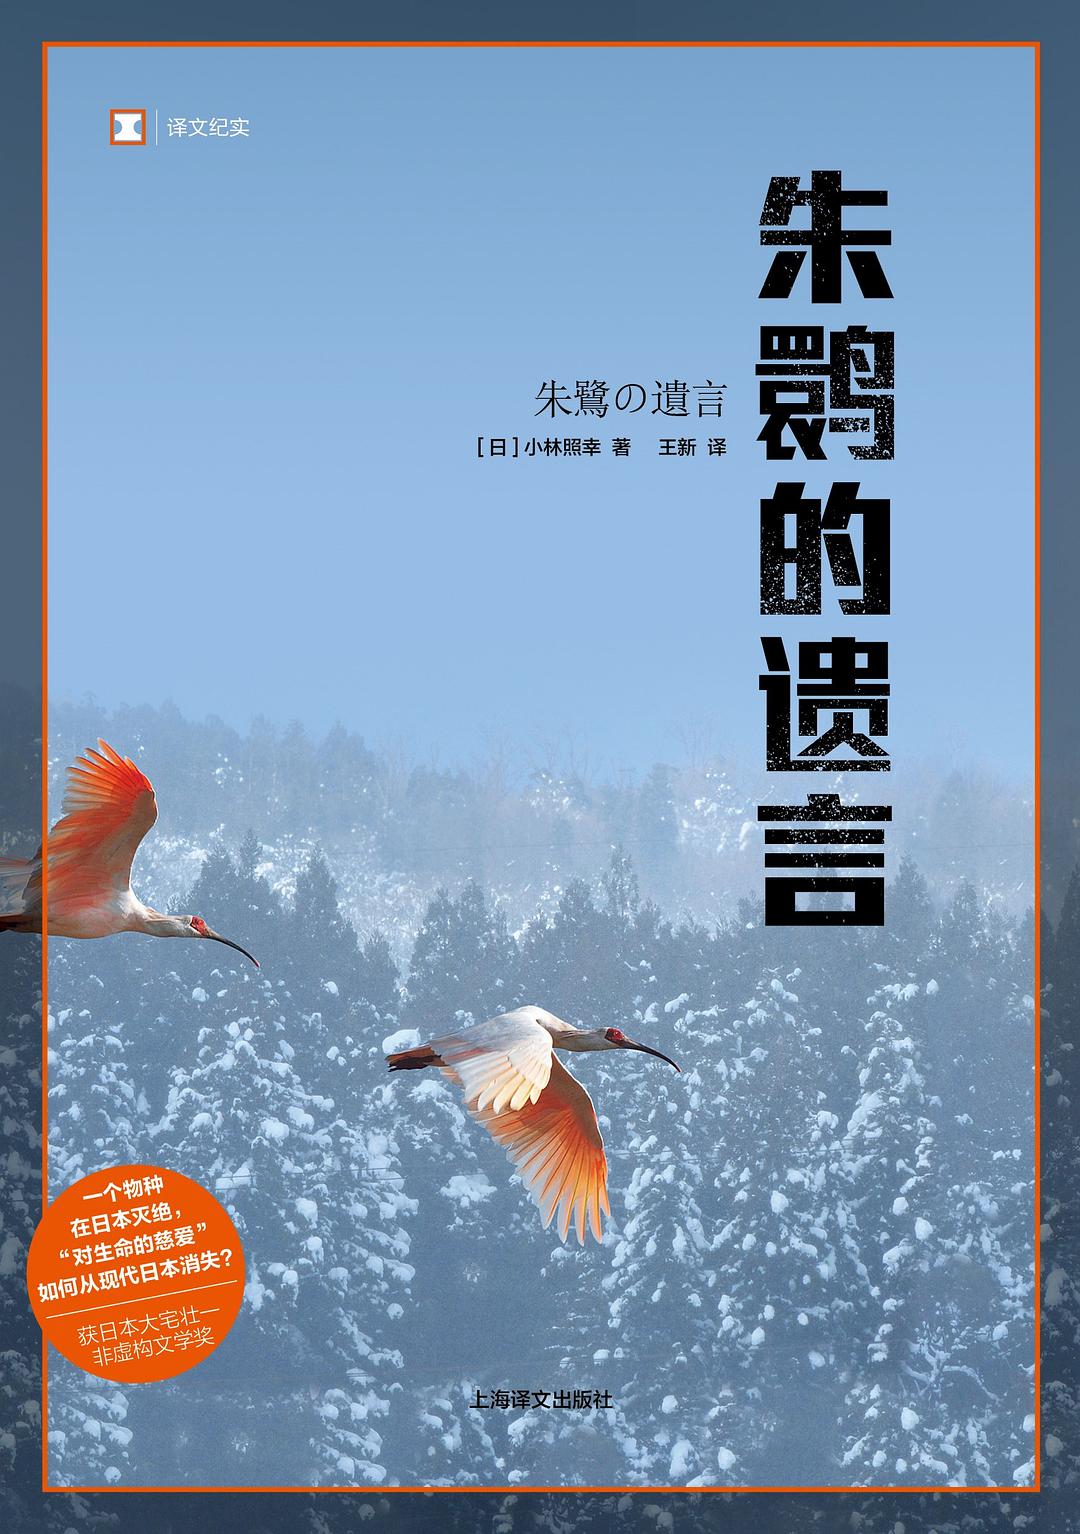 译文纪实
朱鹮的遗言
朱鷺の遺言
[日]小林照幸 著 王新 译
一个物种
在日本灭绝，
“对生命的慈爱”
如何从现代日本消失？
获日本大宅壮一
非虚构文学奖
上海译文出版社